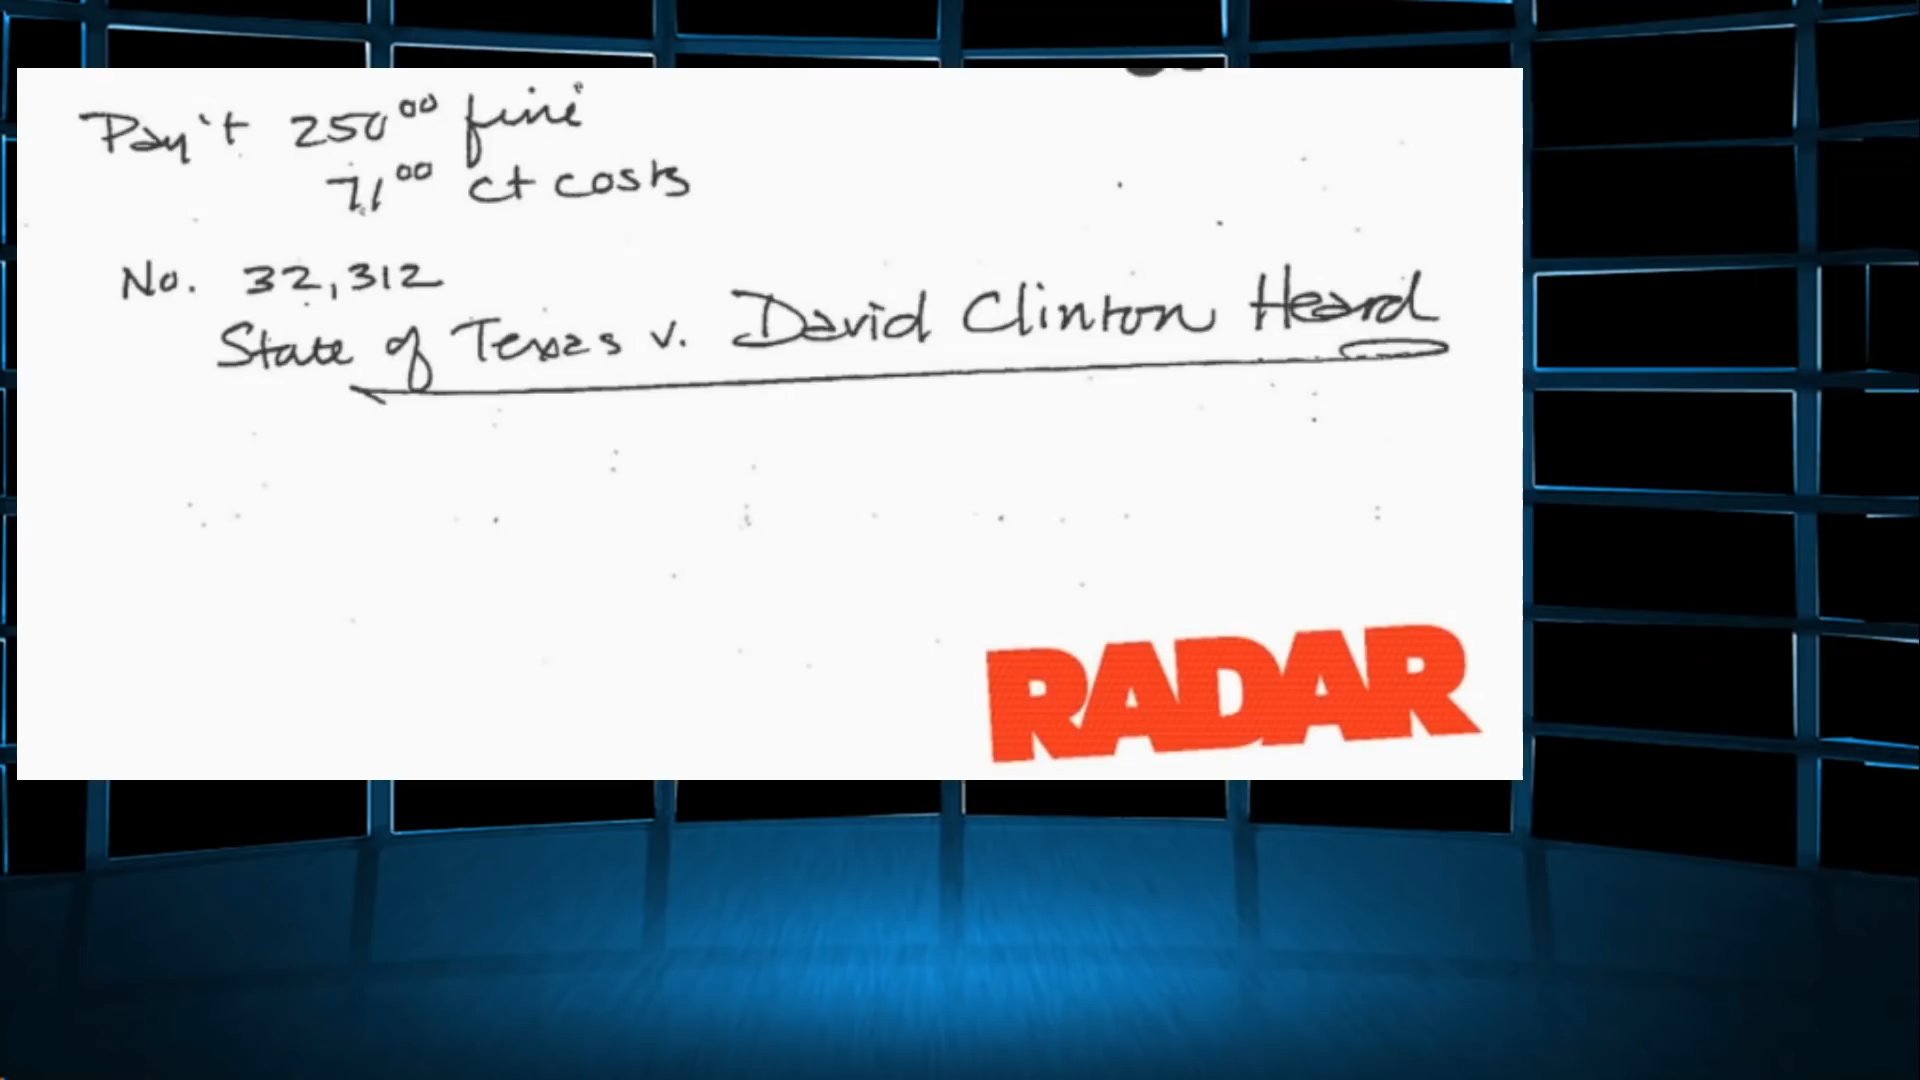 Pay't 250⁰⁰ fine
71⁰⁰ ct costs
No. 32,312
State of Texas v. David Clinton Heard
RADAR